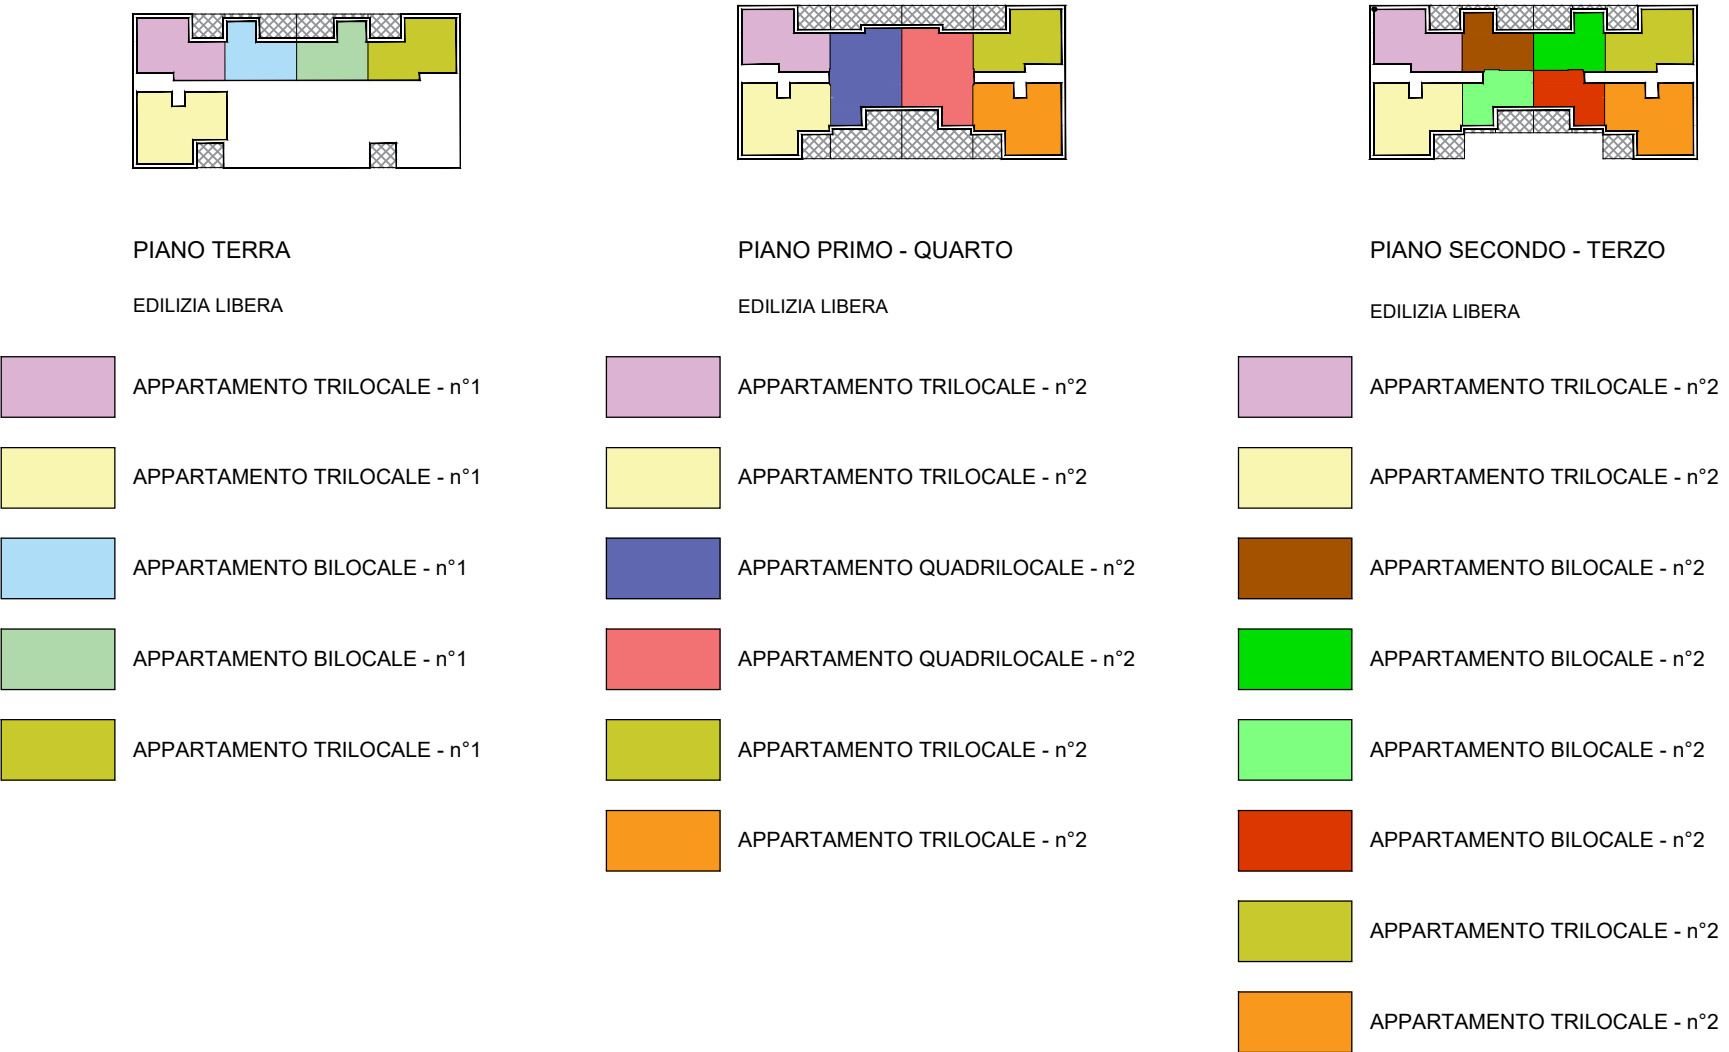 PIANO TERRA
EDILIZIA LIBERA
APPARTAMENTO TRILOCALE - n°1
APPARTAMENTO TRILOCALE - n°1
APPARTAMENTO BILOCALE - n°1
APPARTAMENTO BILOCALE - n°1
APPARTAMENTO TRILOCALE - n°1
PIANO PRIMO - QUARTO
EDILIZIA LIBERA
APPARTAMENTO TRILOCALE - n°2
APPARTAMENTO TRILOCALE - n°2
APPARTAMENTO QUADRILOCALE - n°2
APPARTAMENTO QUADRILOCALE - n°2
APPARTAMENTO TRILOCALE - n°2
APPARTAMENTO TRILOCALE - n°2
PIANO SECONDO - TERZO
EDILIZIA LIBERA
APPARTAMENTO TRILOCALE - n°2
APPARTAMENTO TRILOCALE - n°2
APPARTAMENTO BILOCALE - n°2
APPARTAMENTO BILOCALE - n°2
APPARTAMENTO BILOCALE - n°2
APPARTAMENTO BILOCALE - n°2
APPARTAMENTO TRILOCALE - n°2
APPARTAMENTO TRILOCALE - n°2